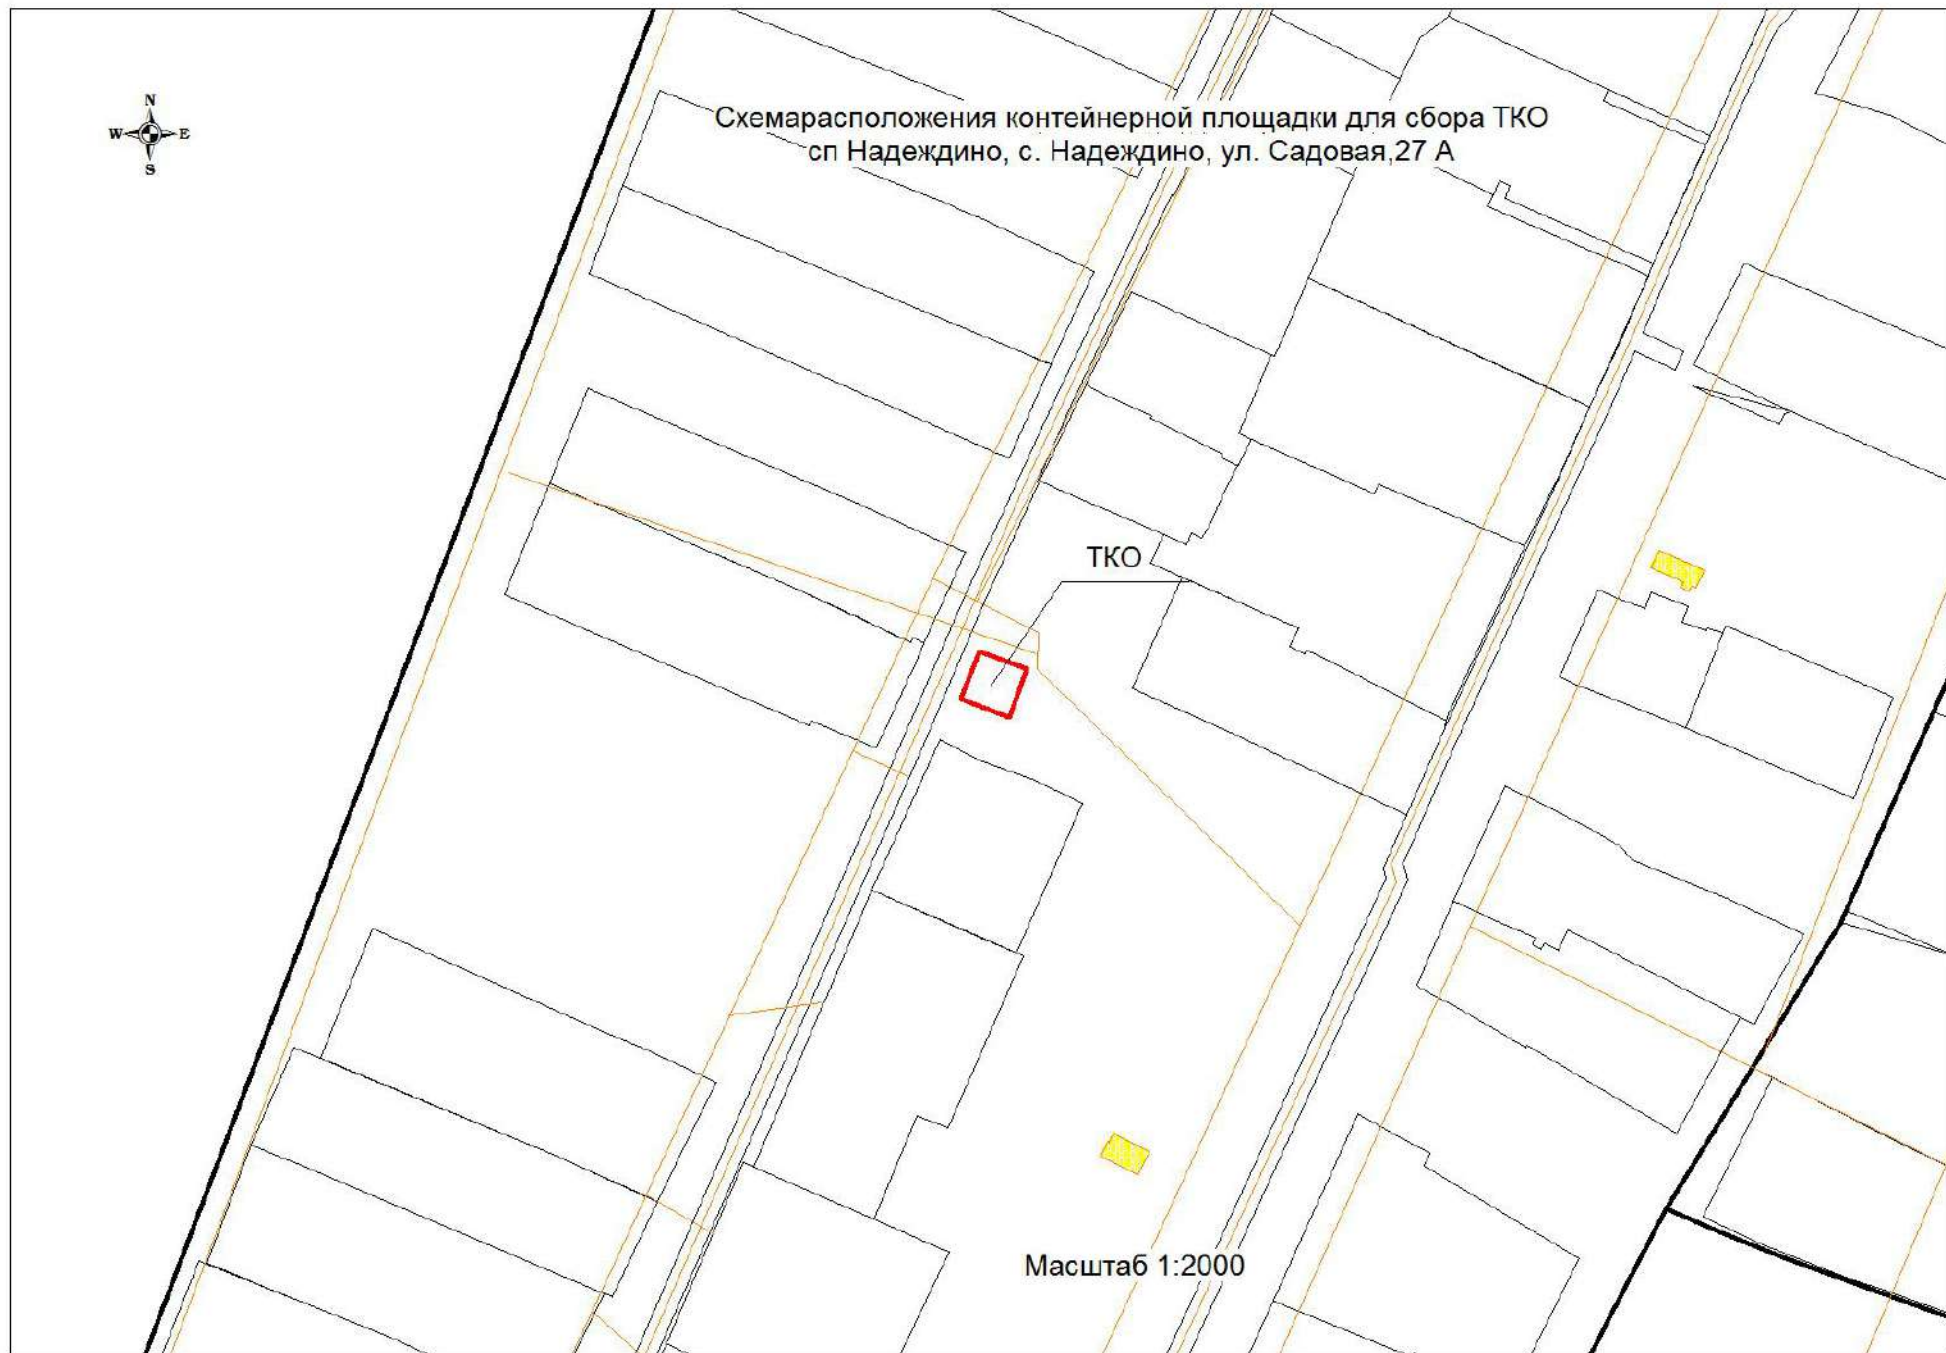 N
W E
S
Схемарасположения контейнерной площадки для сбора ТКО
сп Надеждино, с. Надеждино, ул. Садовая,27 А
ТКО
Масштаб 1:2000